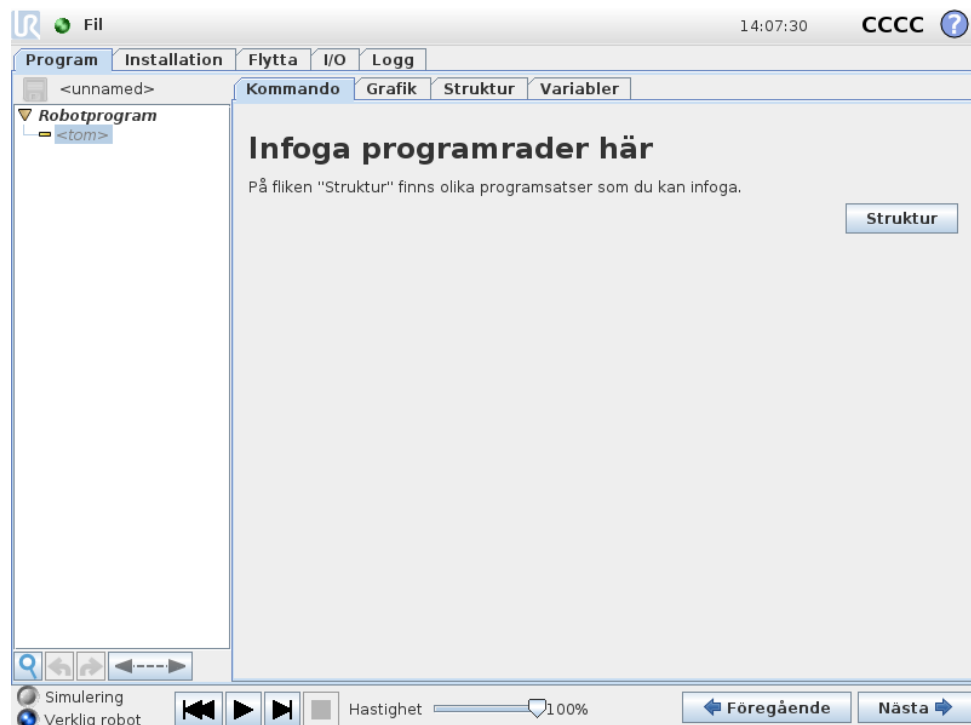 UR Fil 14:07:30 CCCC ?
Program Installation Flytta I/O Logg
<unnamed> Kommando Grafik Struktur Variabler
Robotprogram
<tom>
Infoga programrader här
På fliken "Struktur" finns olika programsatser som du kan infoga.
Struktur
Simulering
Verklig robot
Hastighet 100% Föregående Nästa